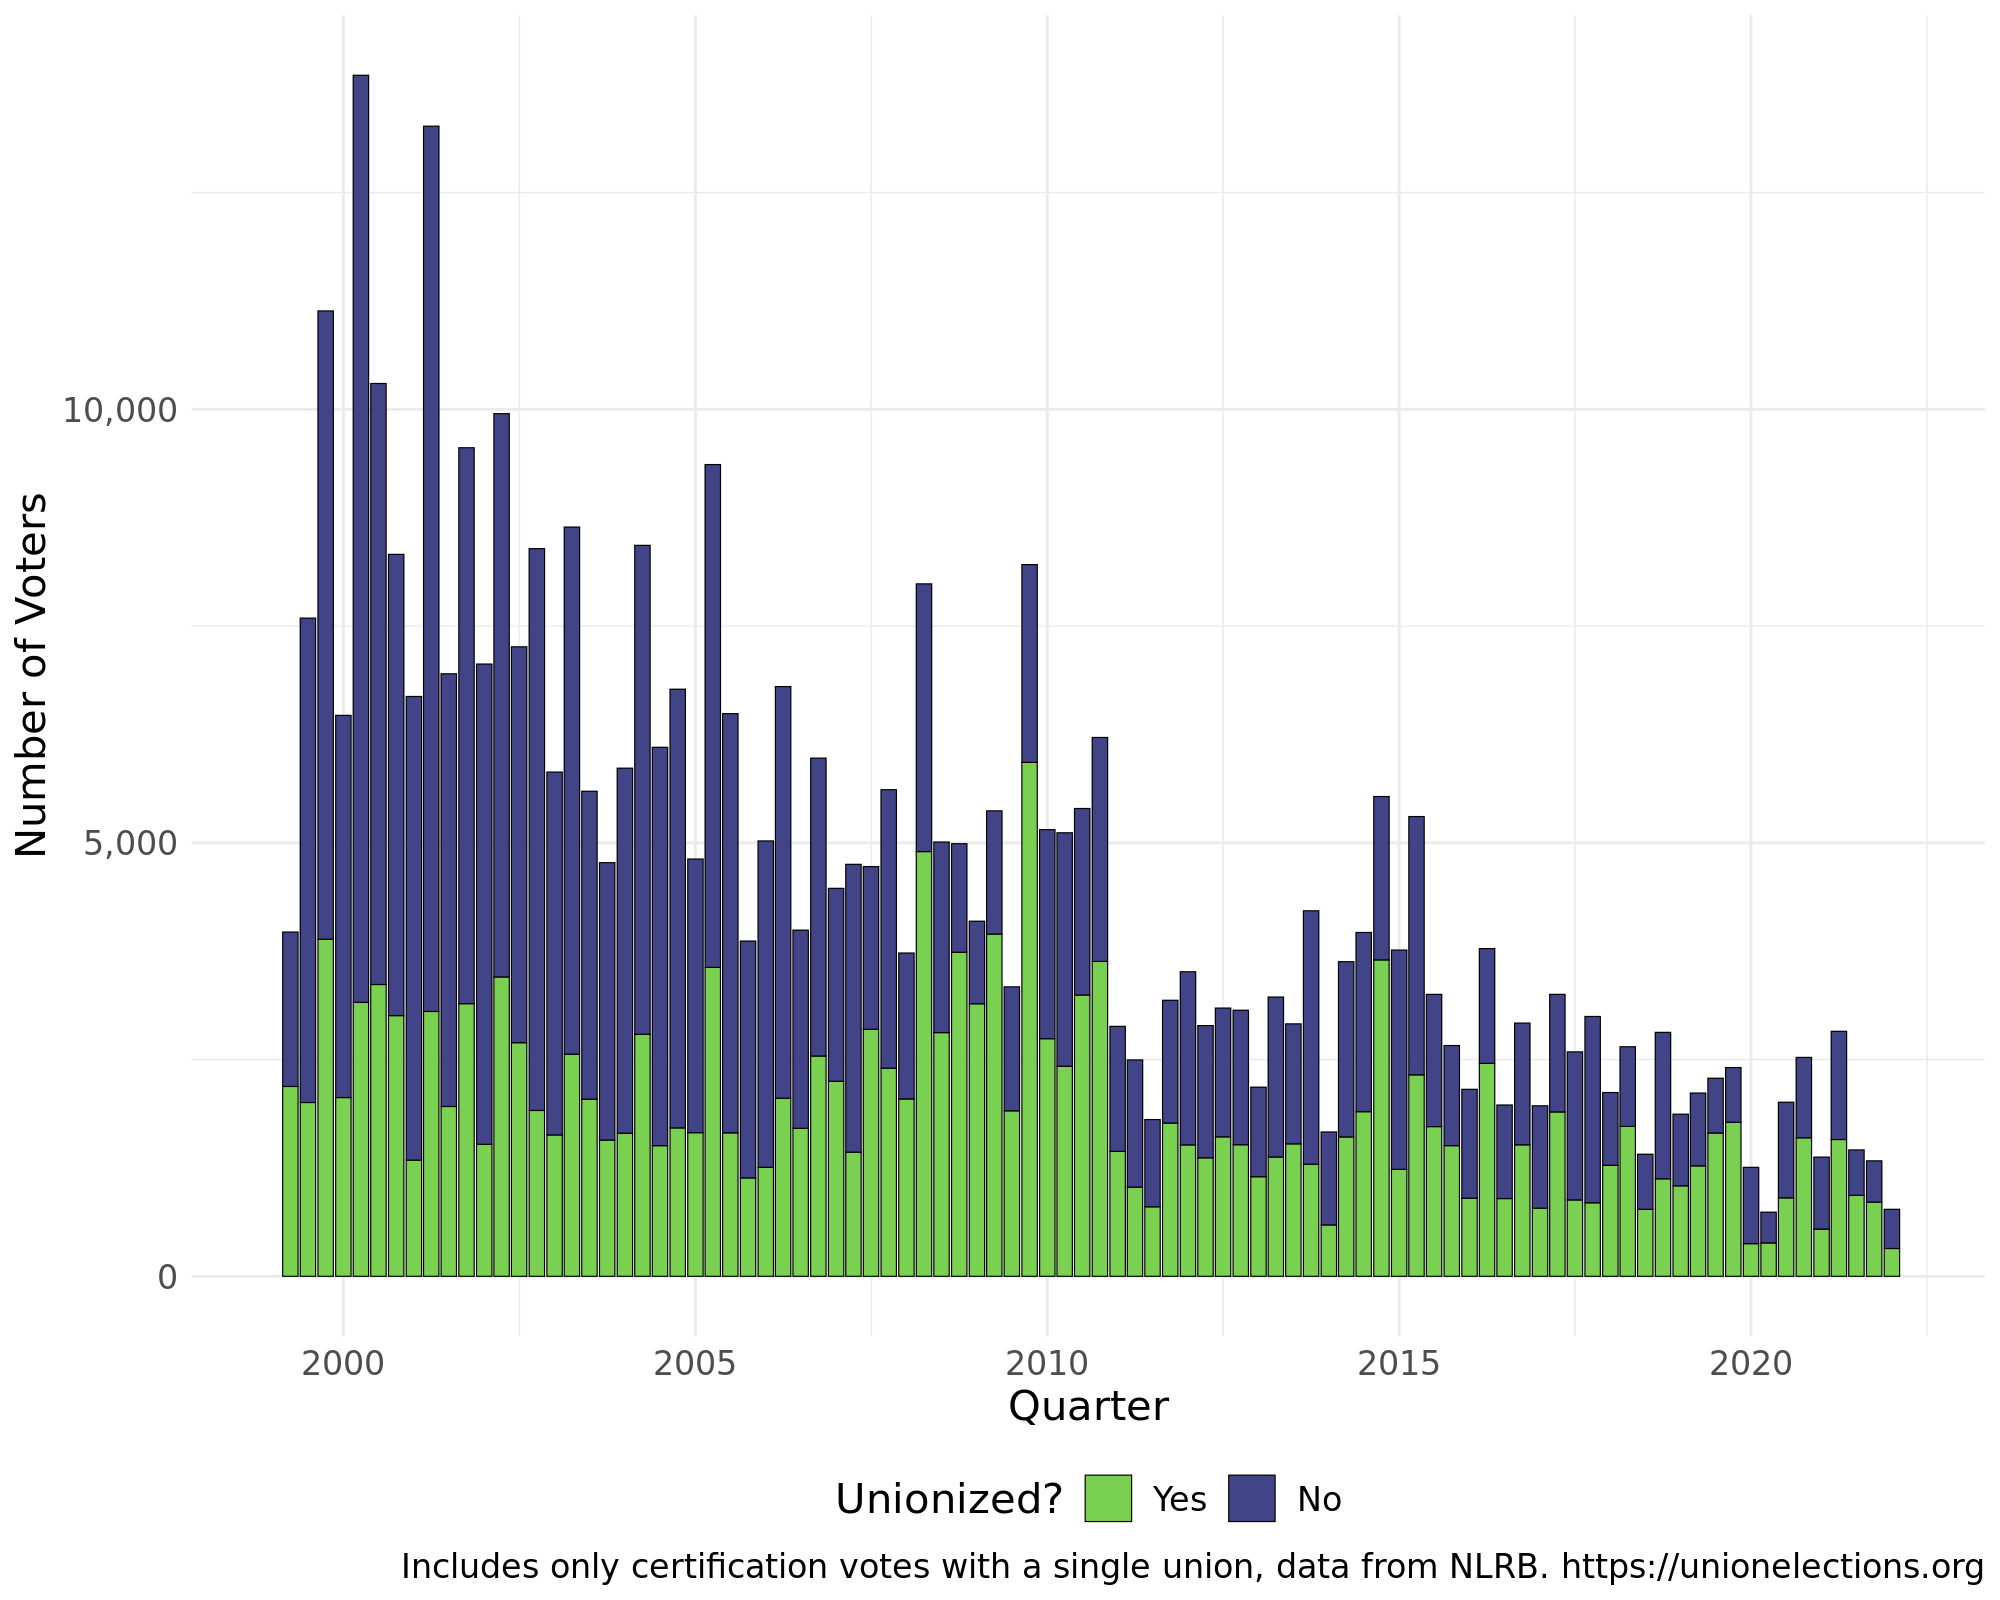 Number of Voters
10,000
5,000
0
2000 2005 2010 2015 2020
Quarter
Unionized? Yes No
Includes only certification votes with a single union, data from NLRB. https://unionelections.org